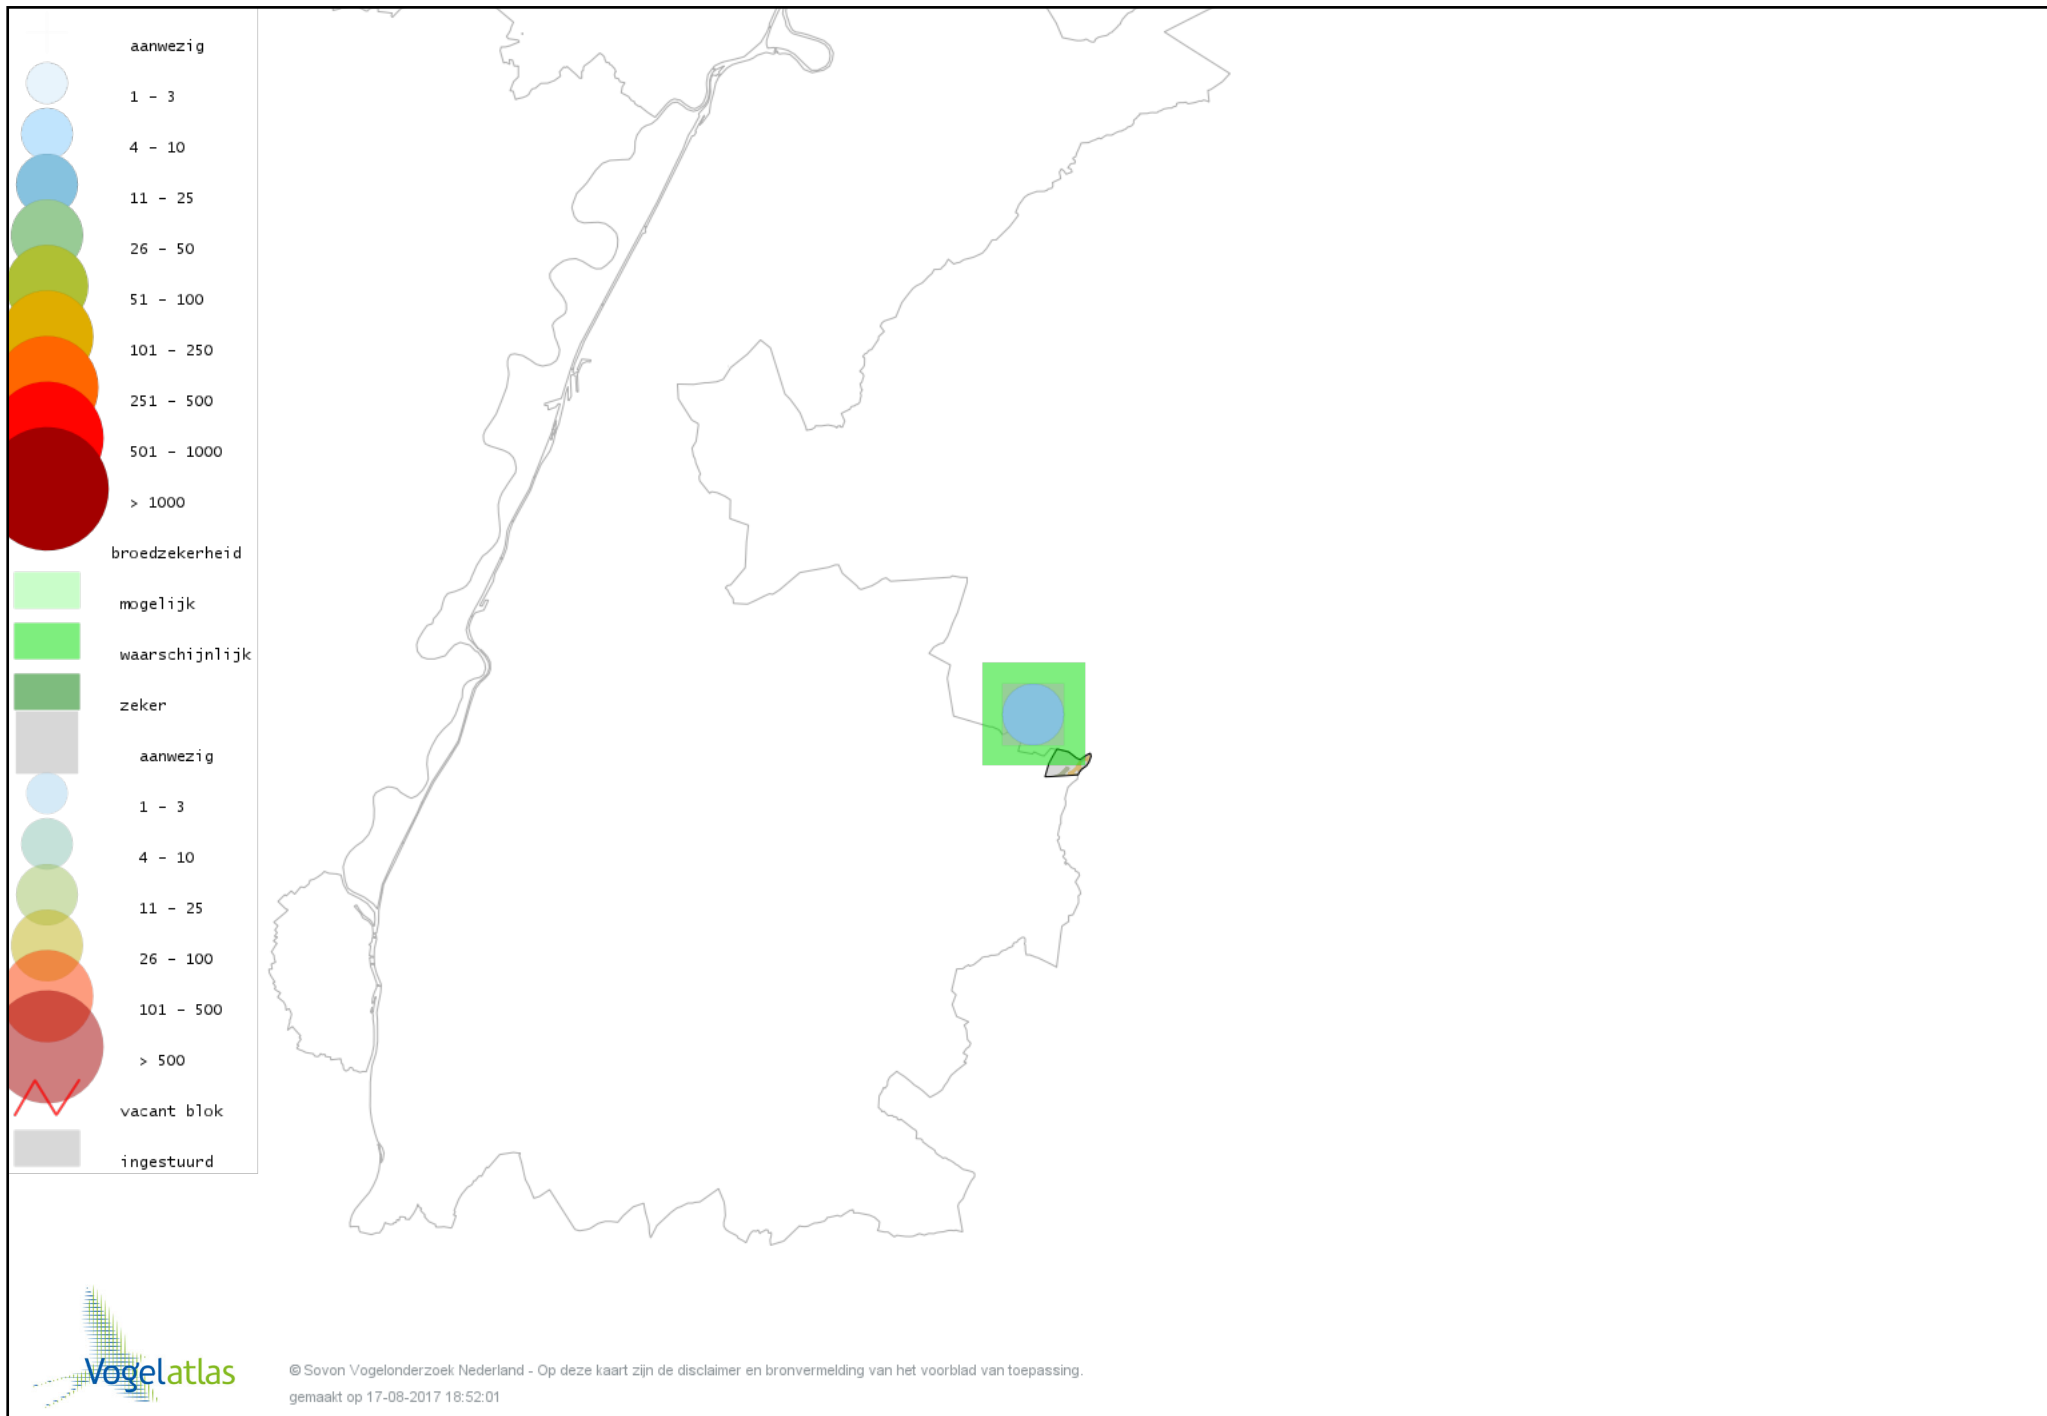 aanwezig
1 - 3
4 - 10
11 - 25
26 - 50
51 - 100
101 - 250
251 - 500
501 - 1000
> 1000
broedzekerheid
mogelijk
waarschijnlijk
zeker
aanwezig
1 - 3
4 - 10
11 - 25
26 - 100
101 - 500
> 500
vacant blok
ingestuurd
Vogelatlas
© Sovon Vogelonderzoek Nederland - Op deze kaart zijn de disclaimer en bronvermelding van het voorblad van toepassing.
gemaakt op 17-08-2017 18:52:01